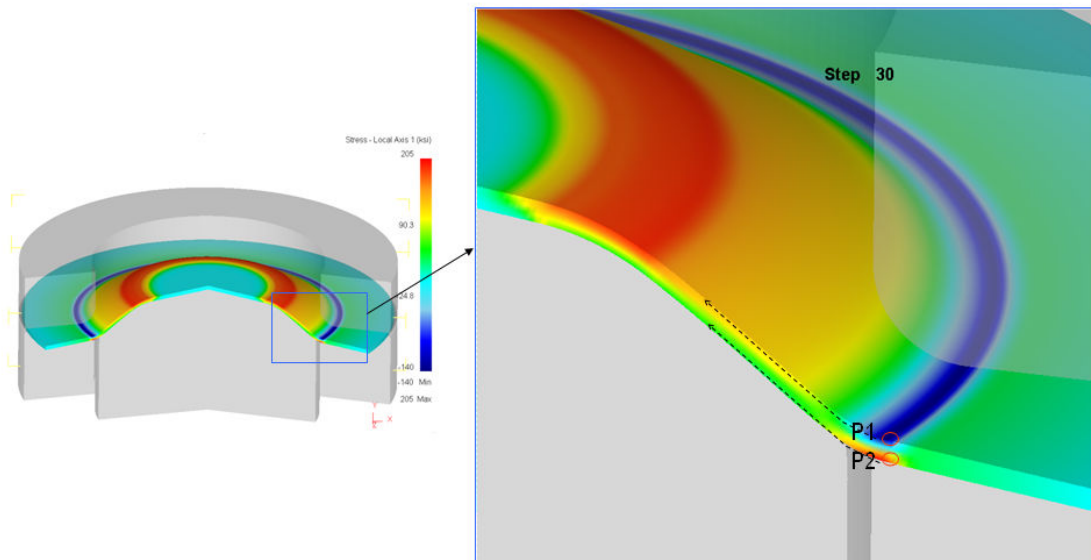 Stress - Local Axis 1 (ksi)
205
90.3
24.8
-140
-140 Min
205 Max
Y
X
Step 30
P1
P2